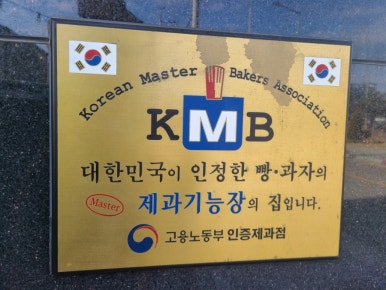 Korean Master Bakers Association
KMB
대한민국이 인정한 빵·과자의
Master 제과기능장의 집입니다.
고용노동부 인증제과점